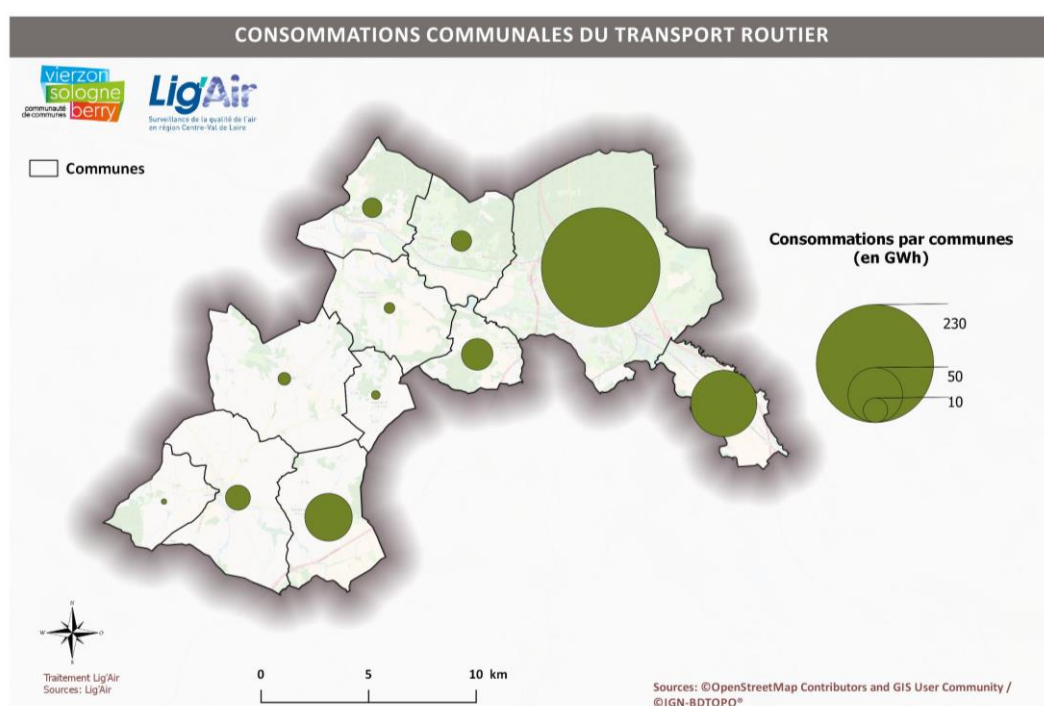 CONSOMMATIONS COMMUNALES DU TRANSPORT ROUTIER
vierzon
sologne
communauté
de communes
berry
Lig'Air
Surveillance de la qualité de l'air
en région Centre-Val de Loire
Communes
Consommations par communes
(en GWh)
230
50
10
N
W
O
S
Traitement Lig'Air
Sources: Lig'Air
0 5 10 km
Sources: ©OpenStreetMap Contributors and GIS User Community /
©IGN-BDTOPO®